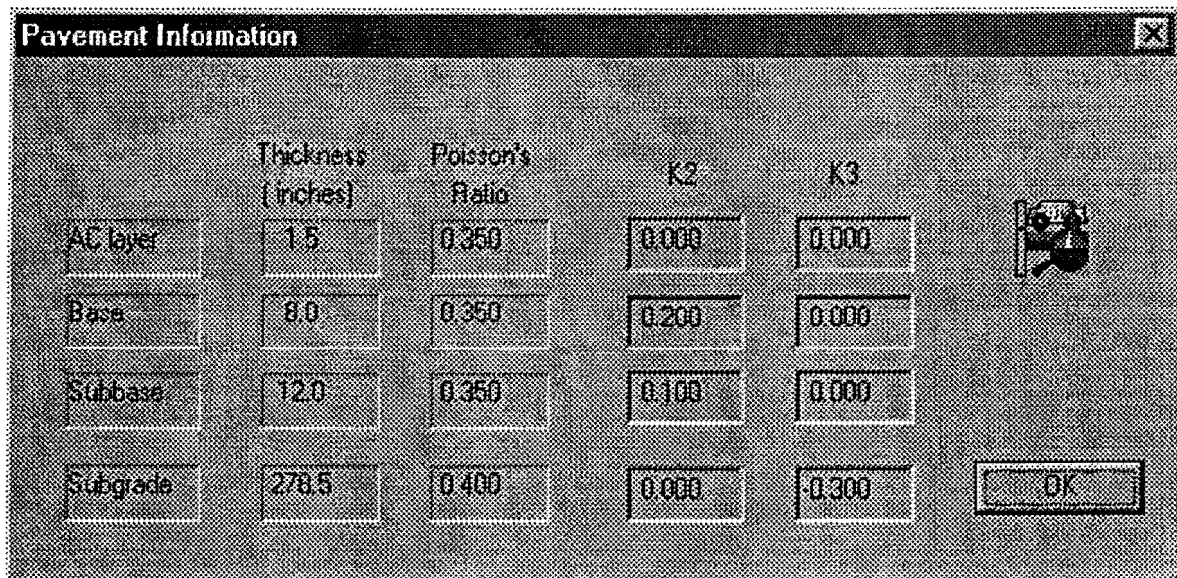 Pavement Information
Thickness Poisson's
(inches) Ratio K2 K3
AC layer 1.5 0.350 0.000 0.000
Base 8.0 0.350 0.200 0.000
Subbase 12.0 0.350 0.100 0.000
Subgrade 278.5 0.400 0.000 -0.300
OK